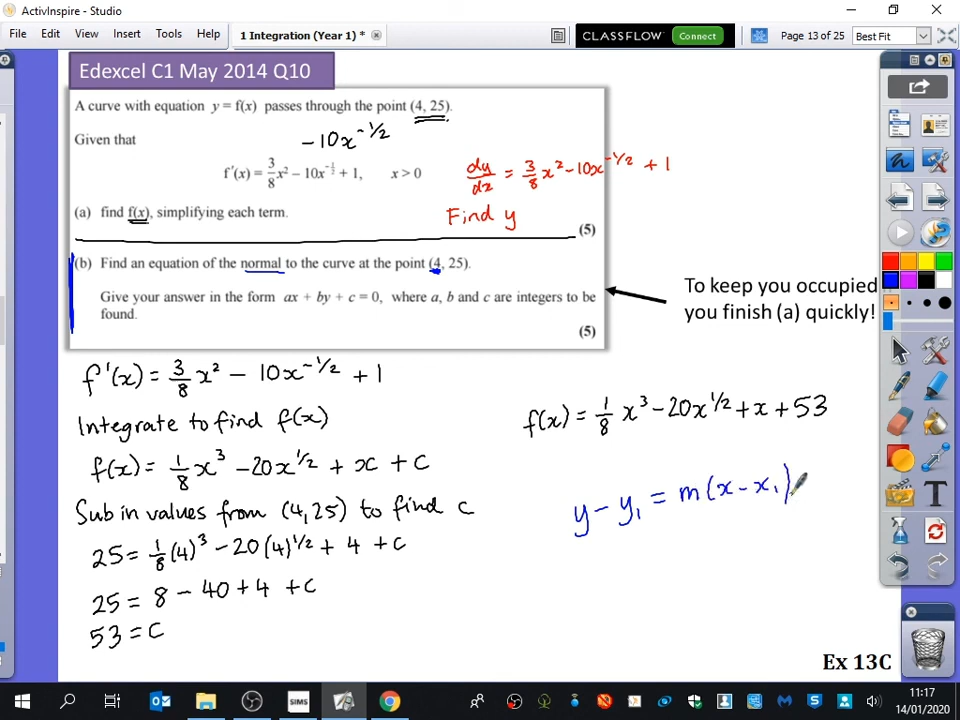 ActivInspire - Studio
File Edit View Insert Tools Help
1 Integration (Year 1) *
CLASSFLOW Connect
Page 13 of 25
Best Fit
Edexcel C1 May 2014 Q10
A curve with equation y = f(x) passes through the point (4, 25).
Given that
-10x^-1/2
f′(x) = 3/8 x² – 10x^-1/2 + 1, x > 0
dy/dx = 3/8 x² - 10x^-1/2 + 1
(a) find f(x), simplifying each term.
Find y
(5)
(b) Find an equation of the normal to the curve at the point (4, 25).
Give your answer in the form ax + by + c = 0, where a, b and c are integers to be
found.
(5)
To keep you occupied
you finish (a) quickly!
f'(x) = 3/8 x² - 10x^-1/2 + 1
Integrate to find f(x)
f(x) = 1/8 x³ - 20x^1/2 + x + c
Sub in values from (4,25) to find c
25 = 1/8 (4)³ - 20(4)^1/2 + 4 + c
25 = 8 - 40 + 4 + c
53 = c
f(x) = 1/8 x³ - 20x^1/2 + x + 53
y - y₁ = m(x - x₁)
Ex 13C
SIMS
11:17
14/01/2020